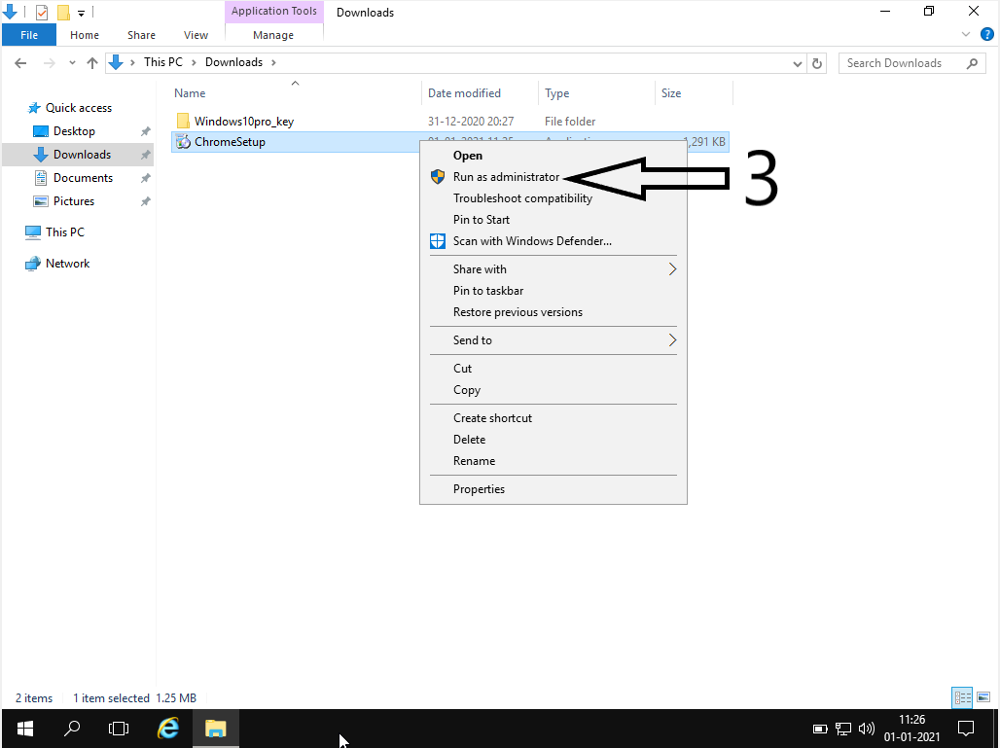 Application Tools Downloads
File Home Share View Manage
This PC Downloads Search Downloads
Name Date modified Type Size
Quick access
Desktop
Downloads
Documents
Pictures
This PC
Network
Windows10pro_key 31-12-2020 20:27 File folder
ChromeSetup 1,291 KB
Open
Run as administrator
3
Troubleshoot compatibility
Pin to Start
Scan with Windows Defender...
Share with
Pin to taskbar
Restore previous versions
Send to
Cut
Copy
Create shortcut
Delete
Rename
Properties
2 items 1 item selected 1.25 MB
11:26
01-01-2021